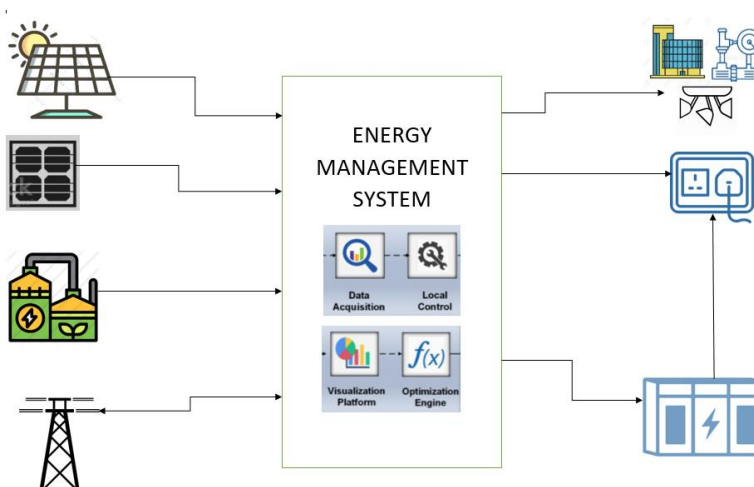 ENERGY
MANAGEMENT
SYSTEM
Data
Acquisition
Local
Control
Visualization
Platform
f(x)
Optimization
Engine